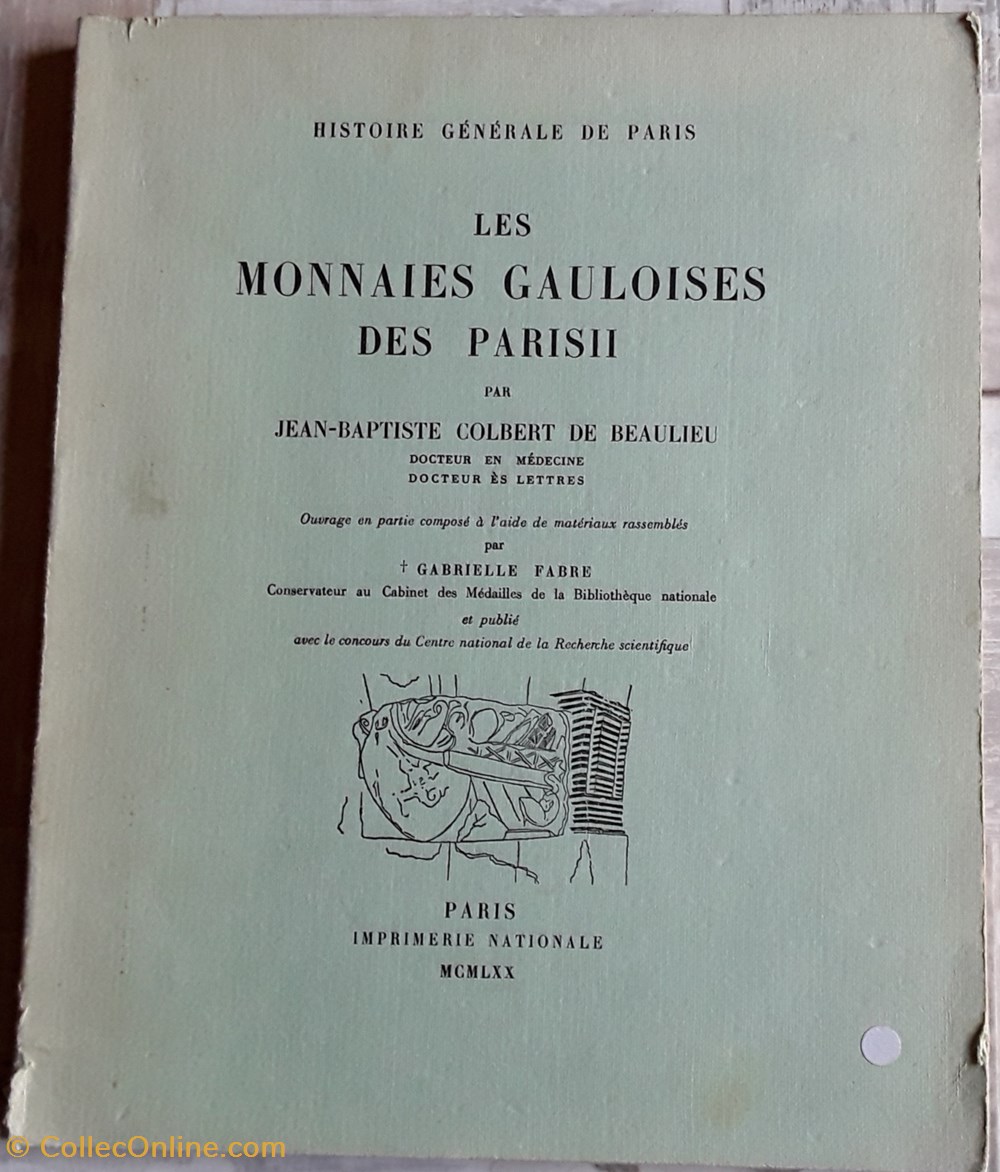 HISTOIRE GÉNÉRALE DE PARIS
LES
MONNAIES GAULOISES
DES PARISII
PAR
JEAN-BAPTISTE COLBERT DE BEAULIEU
DOCTEUR EN MÉDECINE
DOCTEUR ÈS LETTRES
Ouvrage en partie composé à l'aide de matériaux rassemblés
par
† GABRIELLE FABRE
Conservateur au Cabinet des Médailles de la Bibliothèque nationale
et publié
avec le concours du Centre national de la Recherche scientifique
PARIS
IMPRIMERIE NATIONALE
MCMLXX
© CollecOnline.com